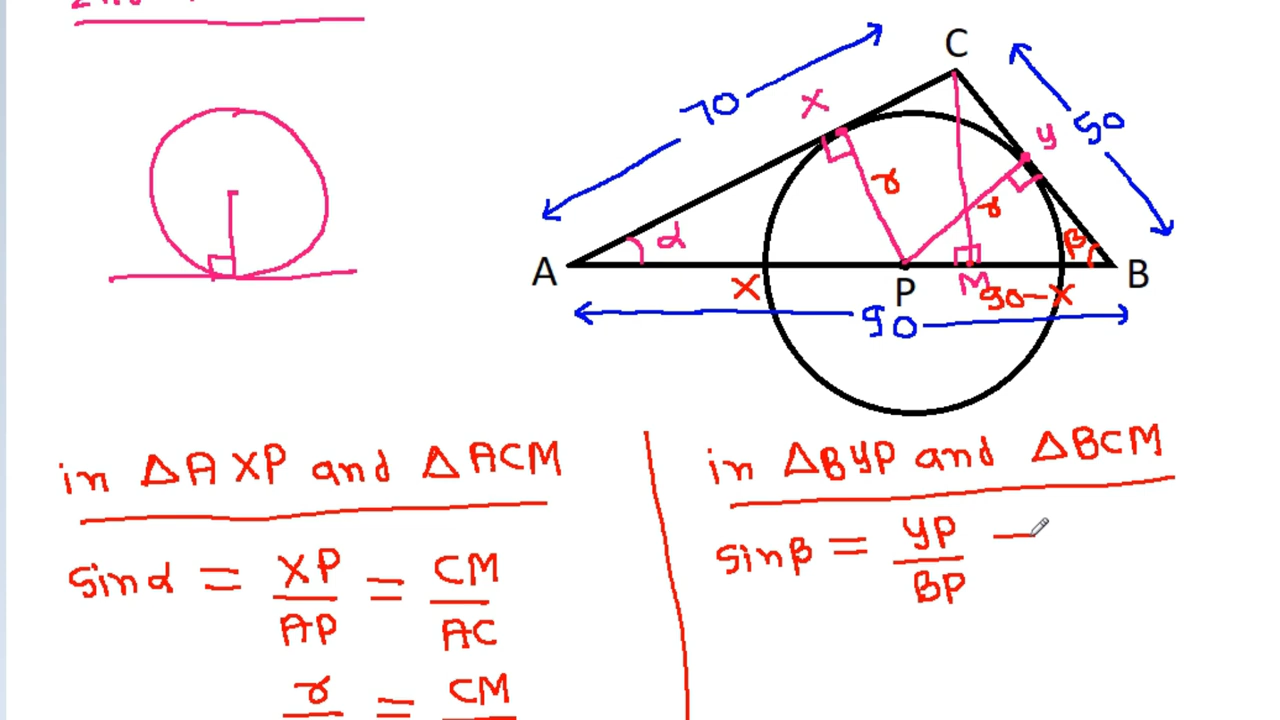 C
70
X
50
y
r
r
α
β
A
B
X
P
M
90-X
90
in ΔAXP and ΔACM
sinα = XP/AP = CM/AC
r = CM
in ΔBYP and ΔBCM
sinβ = YP/BP =